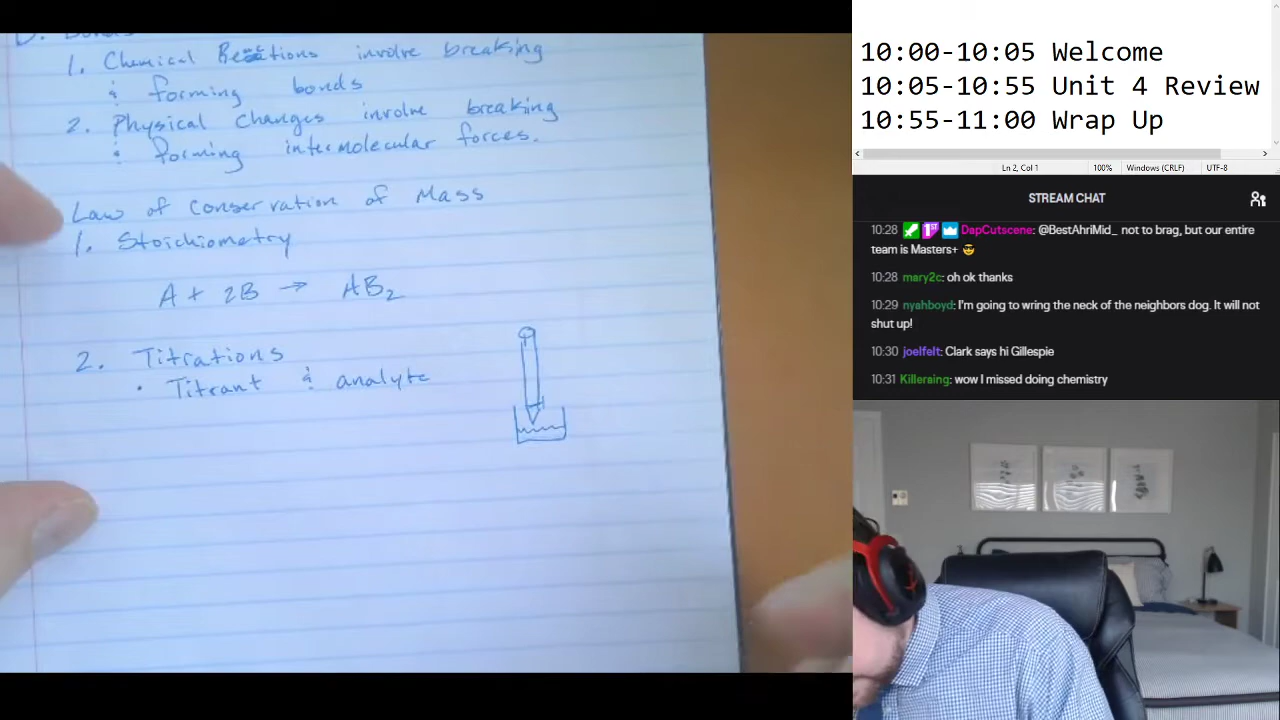 D. Bonds
1. Chemical Reactions involve breaking
& forming bonds
2. Physical changes involve breaking
& forming intermolecular forces.
Law of conservation of Mass
1. Stoichiometry
A + 2B → AB₂
2. Titrations
• Titrant & analyte
10:00-10:05 Welcome
10:05-10:55 Unit 4 Review
10:55-11:00 Wrap Up
Ln 2, Col 1 100% Windows (CRLF) UTF-8
STREAM CHAT
10:28 1ST DapCutscene: @BestAhriMid_ not to brag, but our entire
team is Masters+ 😎
10:28 mary2c: oh ok thanks
10:29 nyahboyd: I'm going to wring the neck of the neighbors dog. It will not
shut up!
10:30 joelfelt: Clark says hi Gillespie
10:31 Killersing: wow I missed doing chemistry